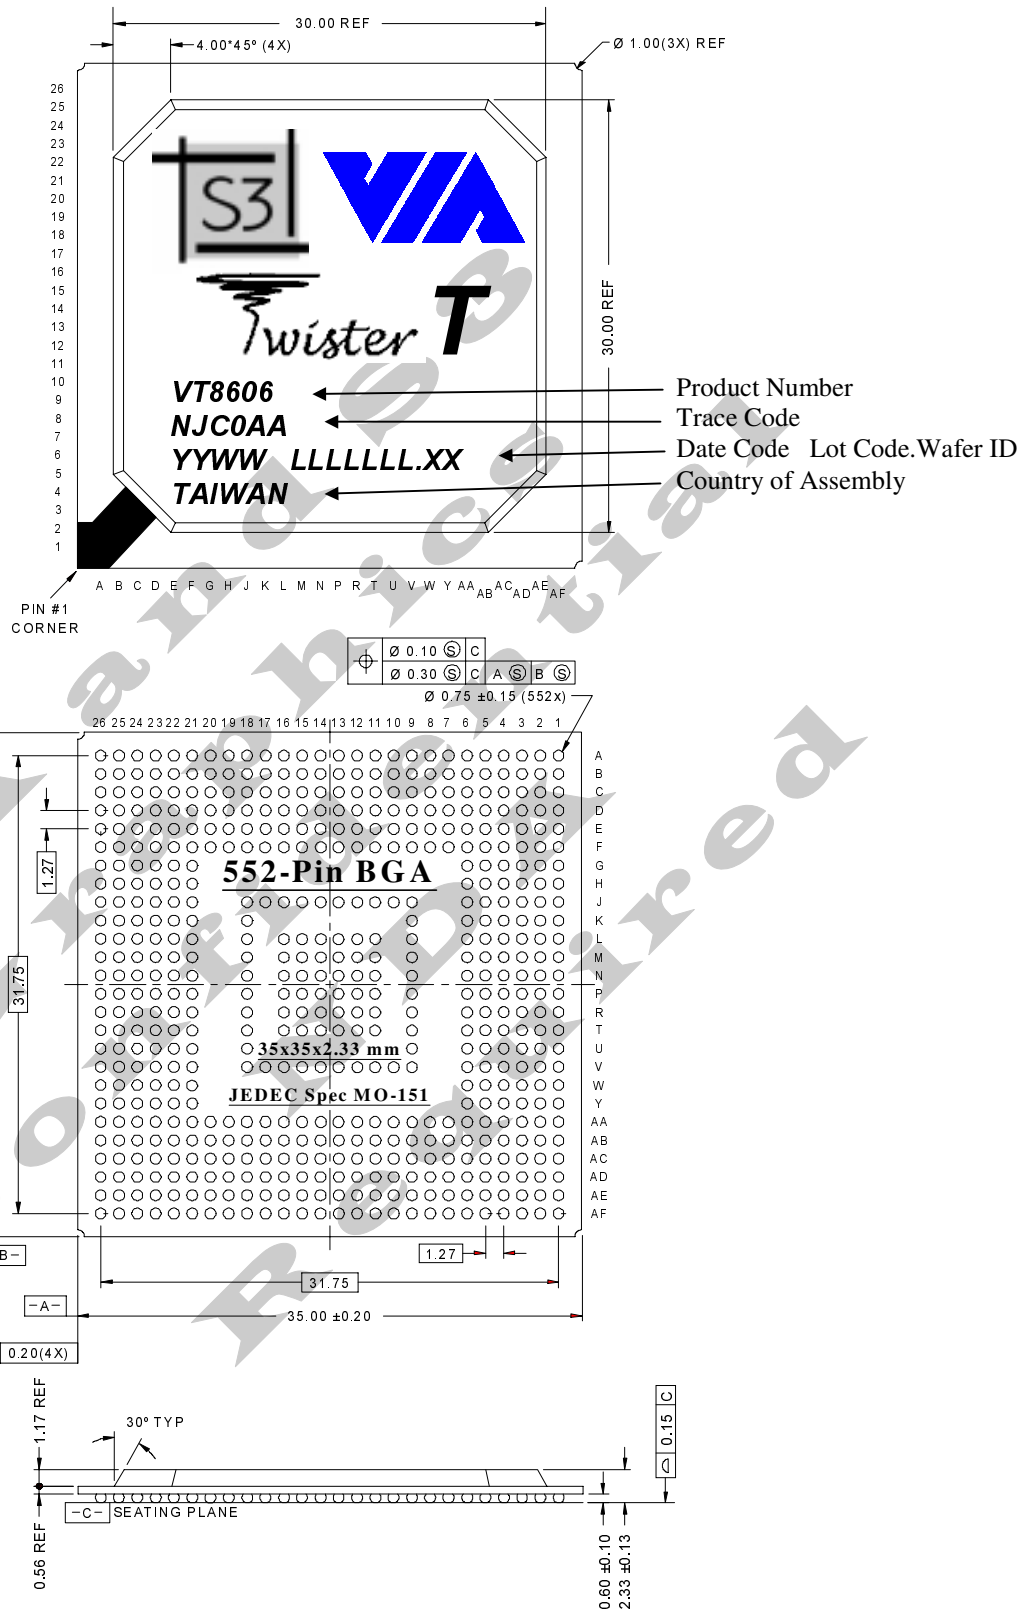 30.00 REF
4.00*45° (4X)
Ø 1.00(3X) REF
26
25
24
23
22
21
20
19
18
17
16
15
14
13
12
11
10
9
8
7
6
5
4
3
2
1
S3
VIA
Twister T
30.00 REF
VT8606
Product Number
NJC0AA
Trace Code
YYWW LLLLLLL.XX
Date Code Lot Code.Wafer ID
TAIWAN
Country of Assembly
A B C D E F G H J K L M N P R T U V W Y AA AB AC AD AE AF
PIN #1
CORNER
Ø 0.10 Ⓢ C
Ø 0.30 Ⓢ C A Ⓢ B Ⓢ
Ø 0.75 ±0.15 (552x)
26 25 24 23 22 21 20 19 18 17 16 15 14 13 12 11 10 9 8 7 6 5 4 3 2 1
A
B
C
D
E
F
G
H
J
K
L
M
N
P
R
T
U
V
W
Y
AA
AB
AC
AD
AE
AF
1.27
31.75
552-Pin BGA
35x35x2.33 mm
JEDEC Spec MO-151
B-
1.27
31.75
-A-
35.00 ±0.20
0.20(4X)
1.17 REF
30° TYP
0.15 C
-C- SEATING PLANE
0.56 REF
0.60 ±0.10
2.33 ±0.13
and S3
raphics
onfidential
NDA
Required